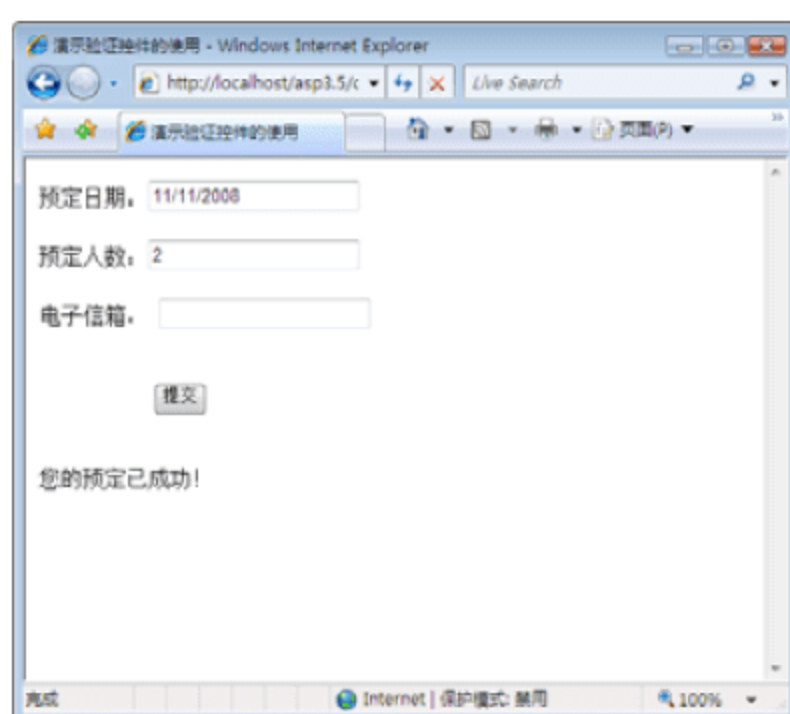 演示验证控件的使用 - Windows Internet Explorer
http://localhost/asp3.5/c
Live Search
演示验证控件的使用
页面(P)
预定日期： 11/11/2008
预定人数： 2
电子信箱：
提交
您的预定已成功！
完成
Internet | 保护模式: 禁用
100%